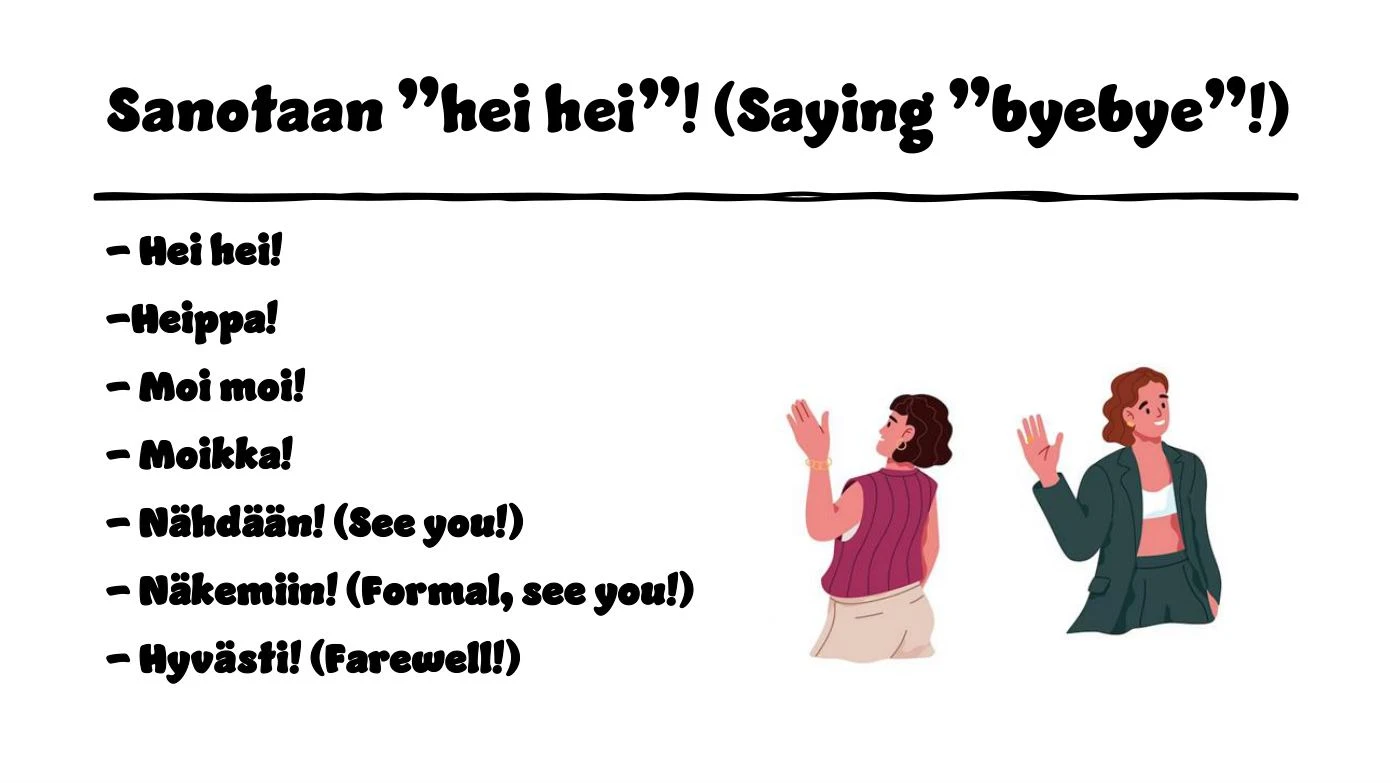 Sanotaan ”hei hei”! (Saying ”byebye”!)
- Hei hei!
-Heippa!
- Moi moi!
- Moikka!
- Nähdään! (See you!)
- Näkemiin! (Formal, see you!)
- Hyvästi! (Farewell!)